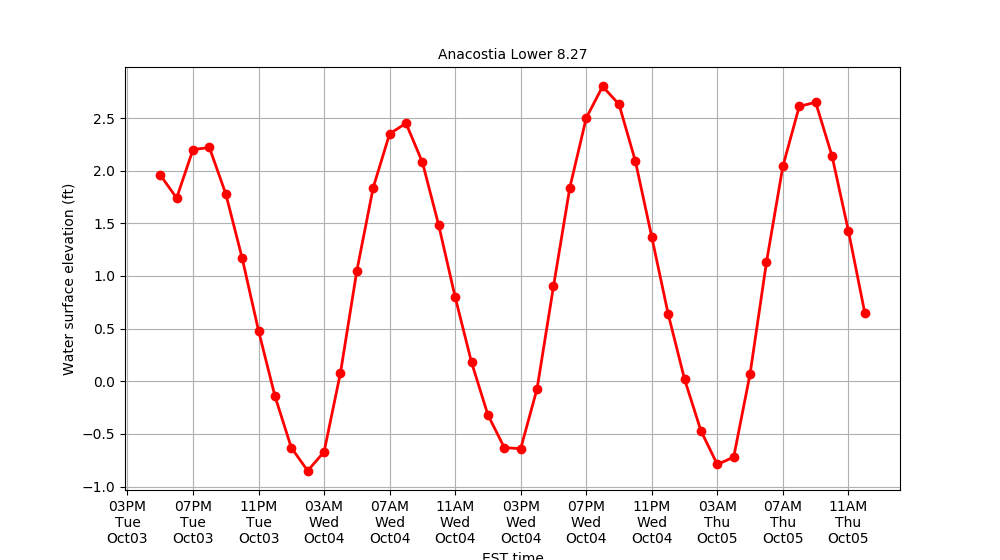 Anacostia Lower 8.27
Water surface elevation (ft)
2.5
2.0
1.5
1.0
0.5
0.0
−0.5
−1.0
03PM 07PM 11PM 03AM 07AM 11AM 03PM 07PM 11PM 03AM 07AM 11AM
Tue Tue Tue Wed Wed Wed Wed Wed Wed Thu Thu Thu
Oct03 Oct03 Oct03 Oct04 Oct04 Oct04 Oct04 Oct04 Oct04 Oct05 Oct05 Oct05
EST time